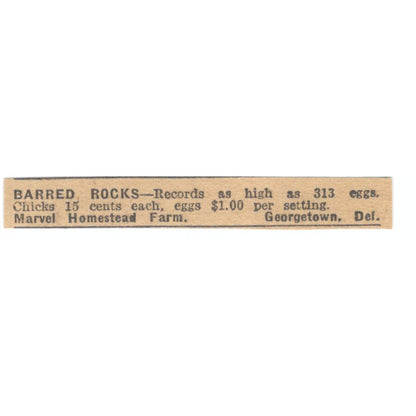 BARRED ROCKS—Records as high as 313 eggs.
Chicks 15 cents each, eggs $1.00 per setting.
Marvel Homestead Farm. Georgetown, Del.